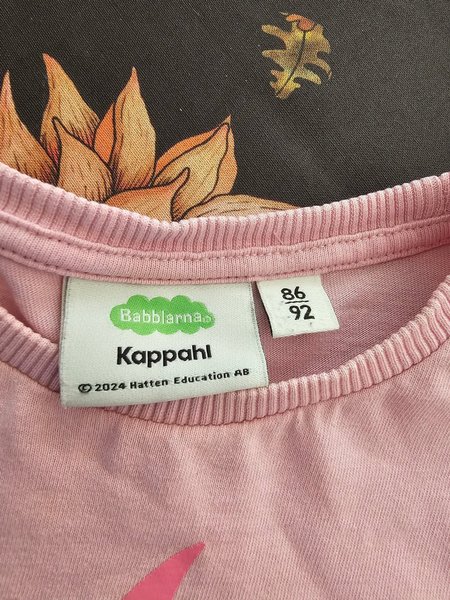 Babblarna
Kappahl
© 2024 Hatten Education AB
86
92